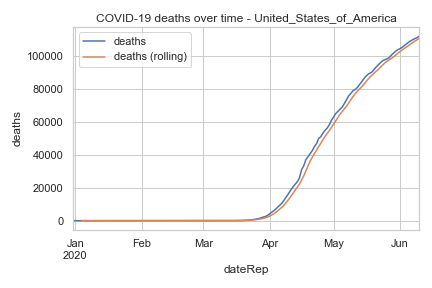 COVID-19 deaths over time - United_States_of_America
deaths
deaths (rolling)
100000
80000
60000
40000
20000
0
deaths
Jan
2020
Feb
Mar
Apr
May
Jun
dateRep